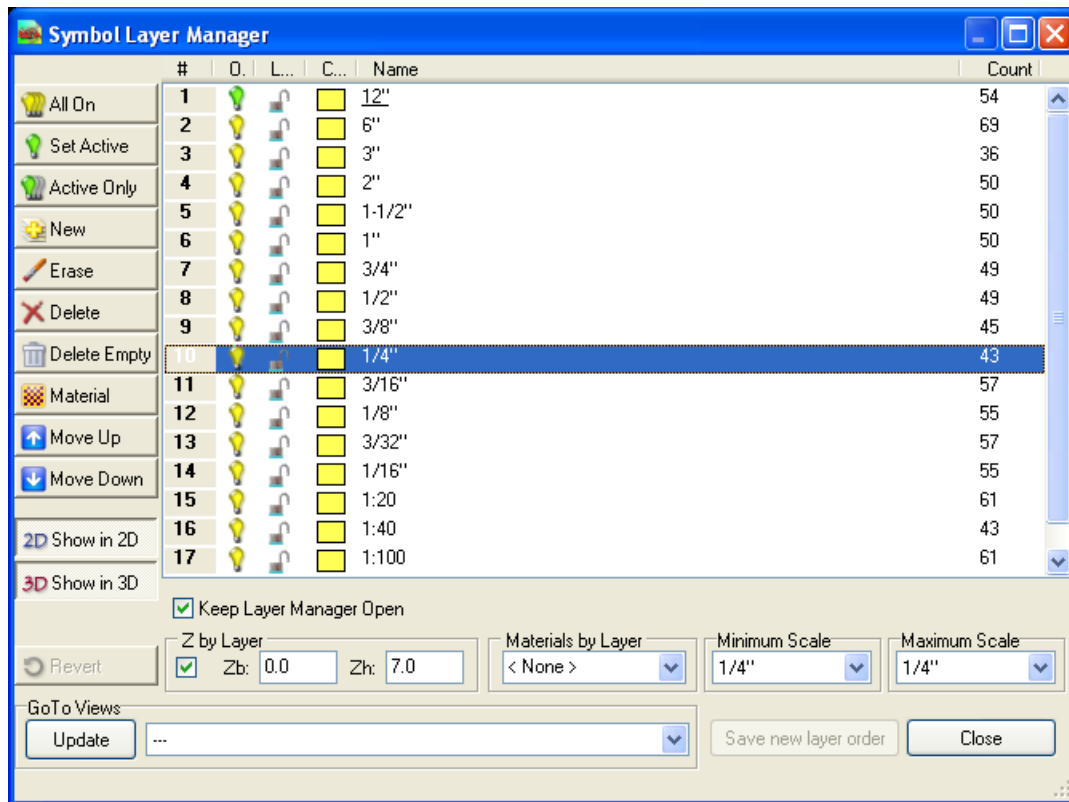 Symbol Layer Manager
# O. L... C... Name Count
All On
Set Active
Active Only
New
Erase
Delete
Delete Empty
Material
Move Up
Move Down
2D Show in 2D
3D Show in 3D
Revert
1 12" 54
2 6" 69
3 3" 36
4 2" 50
5 1-1/2" 50
6 1" 50
7 3/4" 49
8 1/2" 49
9 3/8" 45
10 1/4" 43
11 3/16" 57
12 1/8" 55
13 3/32" 57
14 1/16" 55
15 1:20 61
16 1:40 43
17 1:100 61
Keep Layer Manager Open
Z by Layer
Zb: 0.0 Zh: 7.0
Materials by Layer
< None >
Minimum Scale
1/4"
Maximum Scale
1/4"
GoTo Views
Update ---
Save new layer order
Close